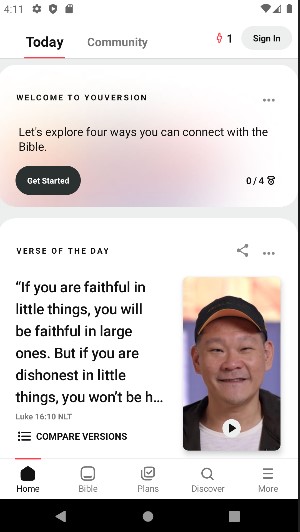 4:11
Today
Community
1
Sign In
WELCOME TO YOUVERSION
Let's explore four ways you can connect with the
Bible.
Get Started
0 / 4
VERSE OF THE DAY
“If you are faithful in
little things, you will
be faithful in large
ones. But if you are
dishonest in little
things, you won’t be h...
Luke 16:10 NLT
COMPARE VERSIONS
Home
Bible
Plans
Discover
More